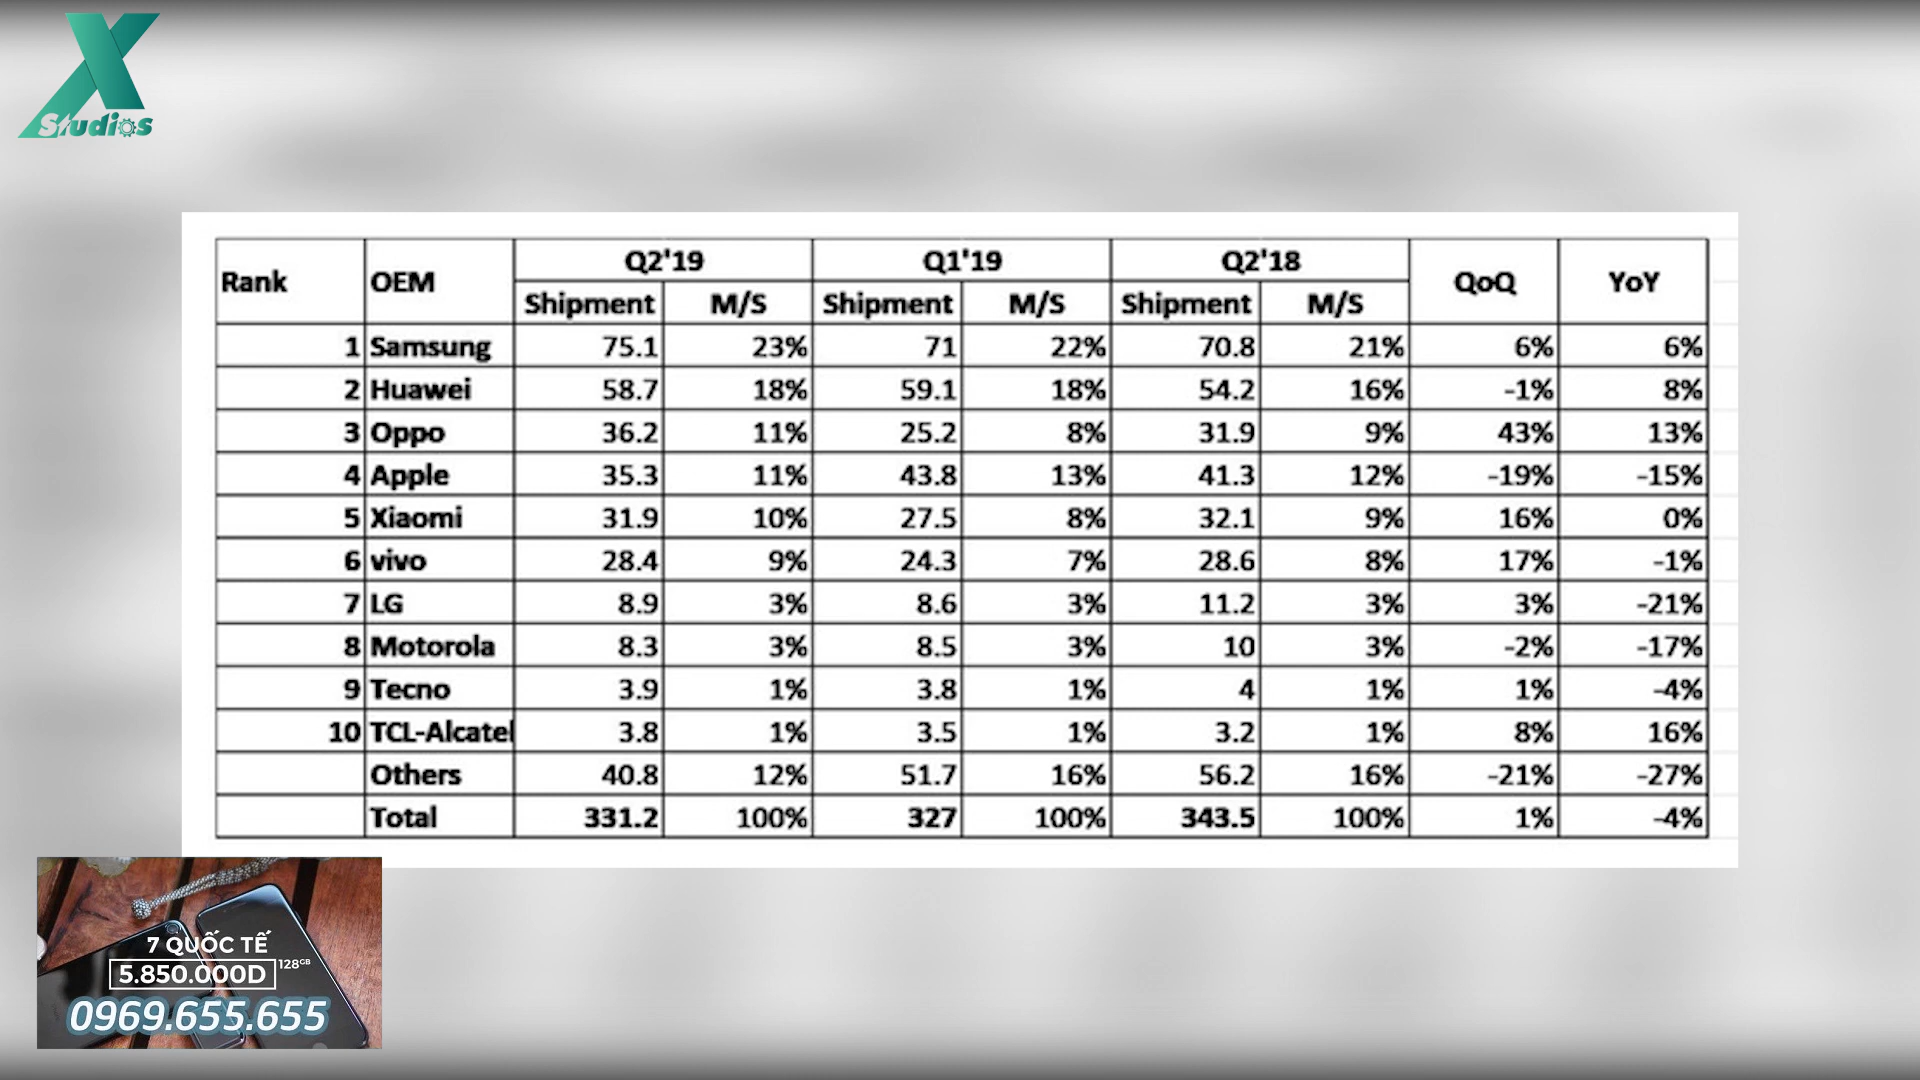 X
Studios
Rank OEM Q2'19 Q1'19 Q2'18 QoQ YoY
Shipment M/S Shipment M/S Shipment M/S
1 Samsung 75.1 23% 71 22% 70.8 21% 6% 6%
2 Huawei 58.7 18% 59.1 18% 54.2 16% -1% 8%
3 Oppo 36.2 11% 25.2 8% 31.9 9% 43% 13%
4 Apple 35.3 11% 43.8 13% 41.3 12% -19% -15%
5 Xiaomi 31.9 10% 27.5 8% 32.1 9% 16% 0%
6 vivo 28.4 9% 24.3 7% 28.6 8% 17% -1%
7 LG 8.9 3% 8.6 3% 11.2 3% 3% -21%
8 Motorola 8.3 3% 8.5 3% 10 3% -2% -17%
9 Tecno 3.9 1% 3.8 1% 4 1% 1% -4%
10 TCL-Alcatel 3.8 1% 3.5 1% 3.2 1% 8% 16%
Others 40.8 12% 51.7 16% 56.2 16% -21% -27%
Total 331.2 100% 327 100% 343.5 100% 1% -4%
7 QUỐC TẾ
5.850.000D 128GB
0969.655.655